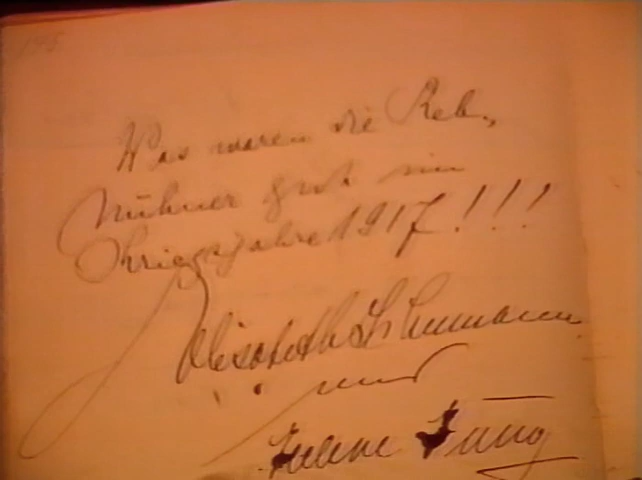 Was waren die Reb-
hühner gut im
Kriegsjahre 1917!!!
Elisabeth Schumann
und
Helene Jung